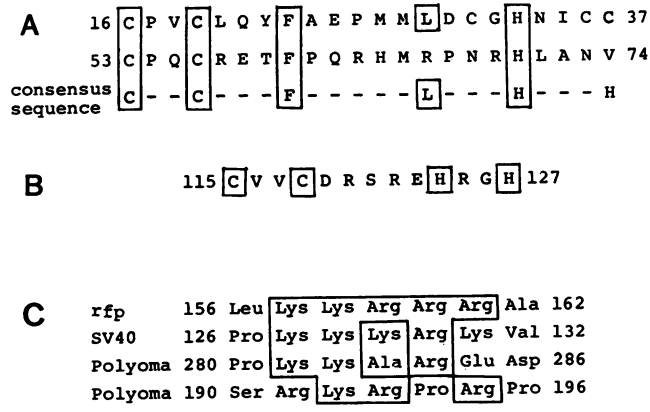 A 16 C P V C L Q Y F A E P M M L D C G H N I C C 37
53 C P Q C R E T F P Q R H M R P N R H L A N V 74
consensus sequence C - - C - - - F - - - - - L - - - H - - - H
B 115 C V V C D R S R E H R G H 127
C rfp 156 Leu Lys Lys Arg Arg Arg Ala 162
SV40 126 Pro Lys Lys Lys Arg Lys Val 132
Polyoma 280 Pro Lys Lys Ala Arg Glu Asp 286
Polyoma 190 Ser Arg Lys Arg Pro Arg Pro 196